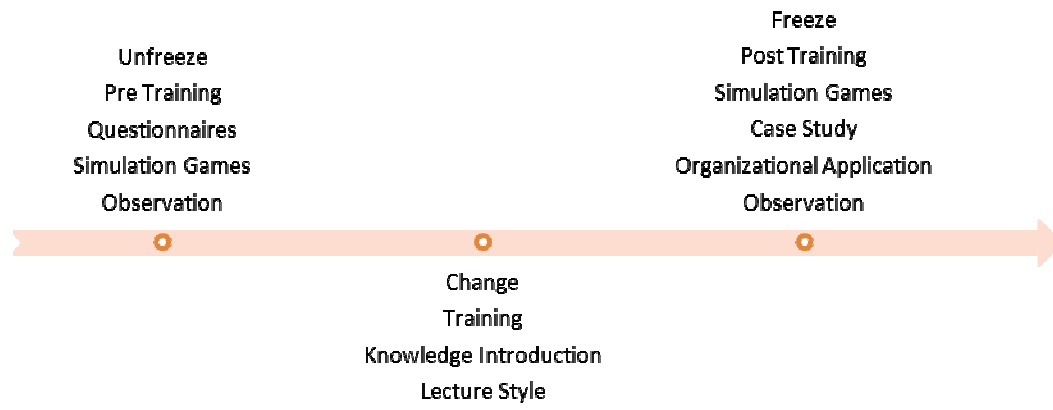 Unfreeze
Pre Training
Questionnaires
Simulation Games
Observation
Change
Training
Knowledge Introduction
Lecture Style
Freeze
Post Training
Simulation Games
Case Study
Organizational Application
Observation